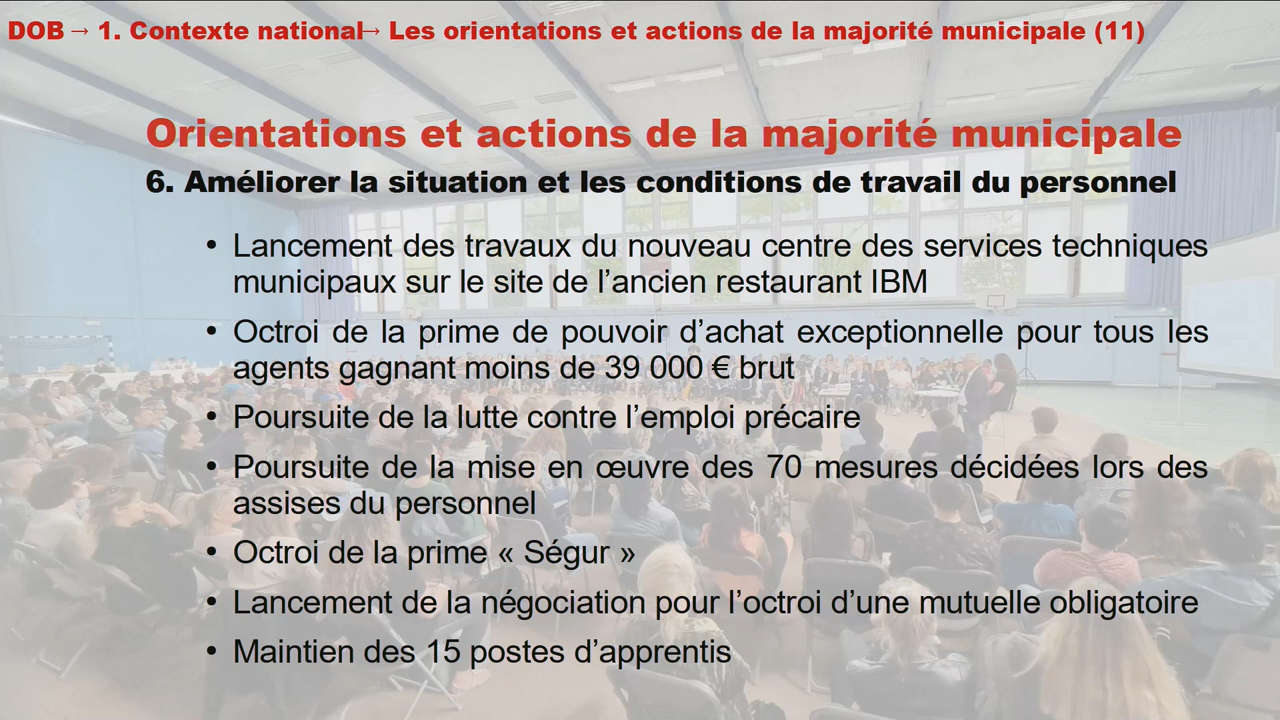 DOB → 1. Contexte national→ Les orientations et actions de la majorité municipale (11)
Orientations et actions de la majorité municipale
6. Améliorer la situation et les conditions de travail du personnel
• Lancement des travaux du nouveau centre des services techniques
municipaux sur le site de l’ancien restaurant IBM
• Octroi de la prime de pouvoir d’achat exceptionnelle pour tous les
agents gagnant moins de 39 000 € brut
• Poursuite de la lutte contre l’emploi précaire
• Poursuite de la mise en œuvre des 70 mesures décidées lors des
assises du personnel
• Octroi de la prime « Ségur »
• Lancement de la négociation pour l’octroi d’une mutuelle obligatoire
• Maintien des 15 postes d’apprentis